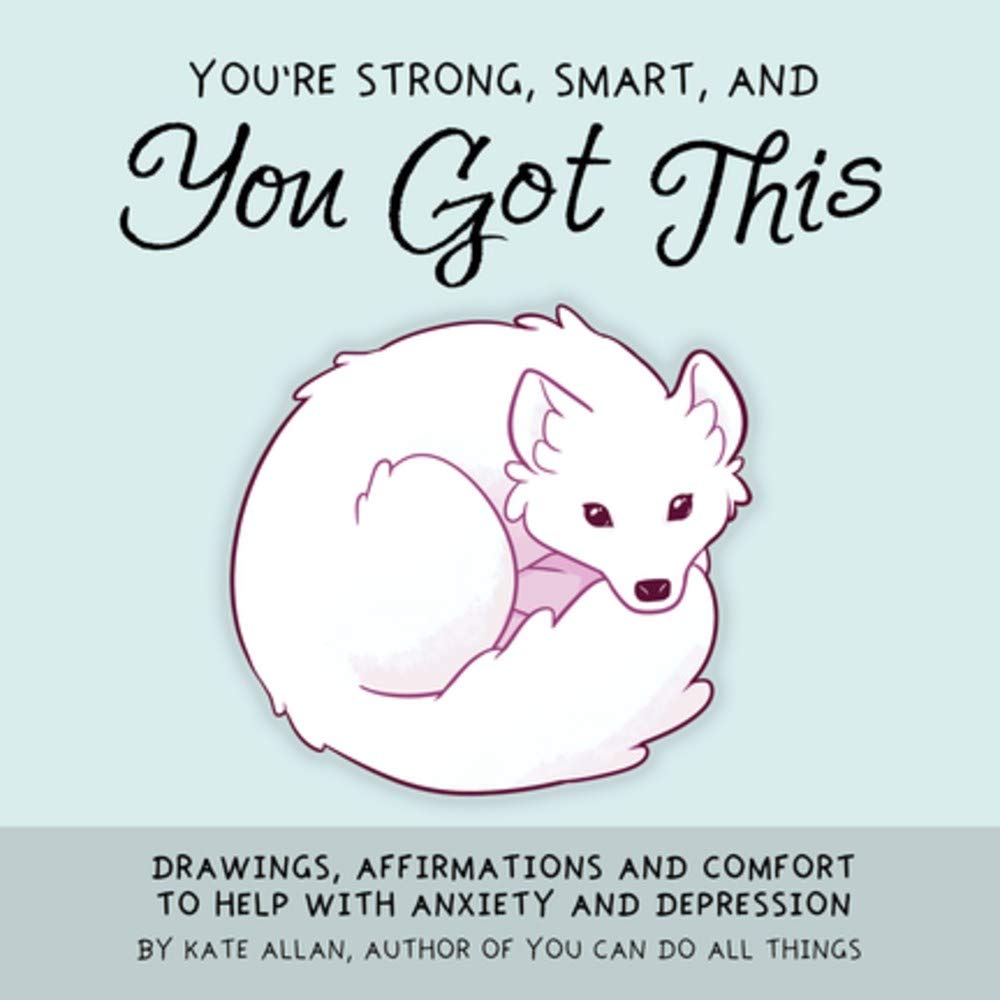 YOU'RE STRONG, SMART, AND
You Got This
DRAWINGS, AFFIRMATIONS AND COMFORT
TO HELP WITH ANXIETY AND DEPRESSION
BY KATE ALLAN, AUTHOR OF YOU CAN DO ALL THINGS